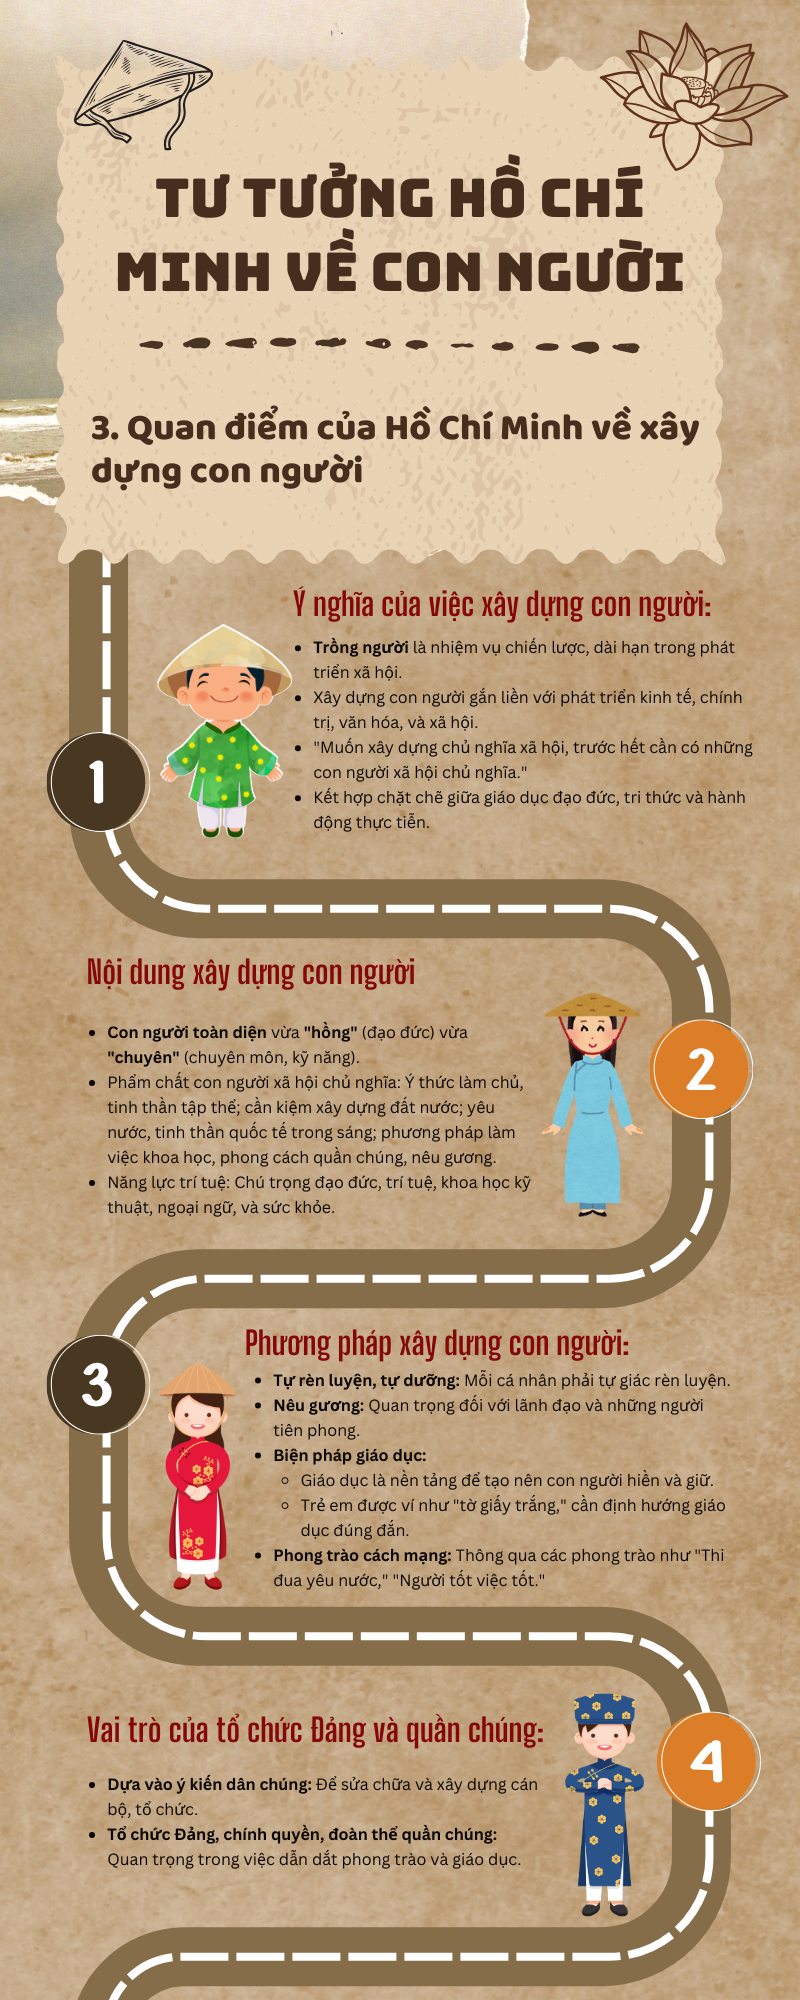 TƯ TƯỞNG HỒ CHÍ
MINH VỀ CON NGƯỜI
3. Quan điểm của Hồ Chí Minh về xây
dựng con người
Ý nghĩa của việc xây dựng con người:
• Trồng người là nhiệm vụ chiến lược, dài hạn trong phát
triển xã hội.
• Xây dựng con người gắn liền với phát triển kinh tế, chính
trị, văn hóa, và xã hội.
• "Muốn xây dựng chủ nghĩa xã hội, trước hết cần có những
con người xã hội chủ nghĩa."
• Kết hợp chặt chẽ giữa giáo dục đạo đức, tri thức và hành
động thực tiễn.
1
Nội dung xây dựng con người
• Con người toàn diện vừa "hồng" (đạo đức) vừa
"chuyên" (chuyên môn, kỹ năng).
• Phẩm chất con người xã hội chủ nghĩa: Ý thức làm chủ,
tinh thần tập thể; cần kiệm xây dựng đất nước; yêu
nước, tinh thần quốc tế trong sáng; phương pháp làm
việc khoa học, phong cách quần chúng, nêu gương.
• Năng lực trí tuệ: Chú trọng đạo đức, trí tuệ, khoa học kỹ
thuật, ngoại ngữ, và sức khỏe.
2
Phương pháp xây dựng con người:
3
• Tự rèn luyện, tự dưỡng: Mỗi cá nhân phải tự giác rèn luyện.
• Nêu gương: Quan trọng đối với lãnh đạo và những người
tiên phong.
• Biện pháp giáo dục:
◦ Giáo dục là nền tảng để tạo nên con người hiền và giữ.
◦ Trẻ em được ví như "tờ giấy trắng," cần định hướng giáo
dục đúng đắn.
• Phong trào cách mạng: Thông qua các phong trào như "Thi
đua yêu nước," "Người tốt việc tốt."
Vai trò của tổ chức Đảng và quần chúng:
4
• Dựa vào ý kiến dân chúng: Để sửa chữa và xây dựng cán
bộ, tổ chức.
• Tổ chức Đảng, chính quyền, đoàn thể quần chúng:
Quan trọng trong việc dẫn dắt phong trào và giáo dục.